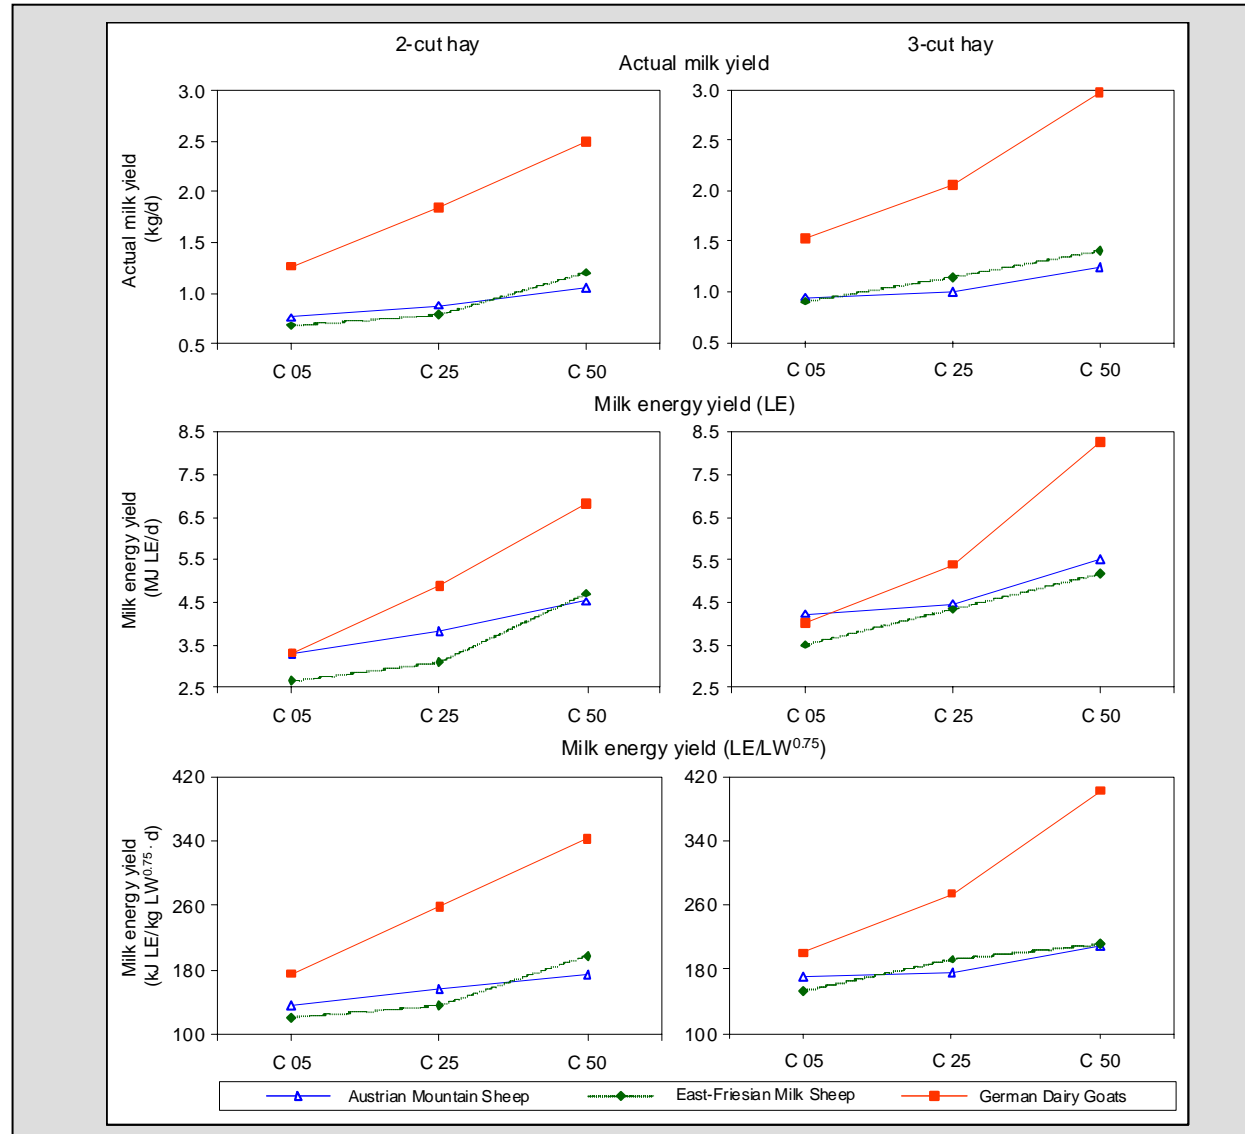 2-cut hay 3-cut hay
Actual milk yield
Actual milk yield
(kg/d)
3.0
2.5
2.0
1.5
1.0
0.5
C 05 C 25 C 50
3.0
2.5
2.0
1.5
1.0
0.5
C 05 C 25 C 50
Milk energy yield (LE)
Milk energy yield
(MJ LE/d)
8.5
7.5
6.5
5.5
4.5
3.5
2.5
C 05 C 25 C 50
8.5
7.5
6.5
5.5
4.5
3.5
2.5
C 05 C 25 C 50
Milk energy yield (LE/LW^0.75)
Milk energy yield
(kJ LE/kg LW^0.75 · d)
420
340
260
180
100
C 05 C 25 C 50
420
340
260
180
100
C 05 C 25 C 50
Austrian Mountain Sheep East-Friesian Milk Sheep German Dairy Goats